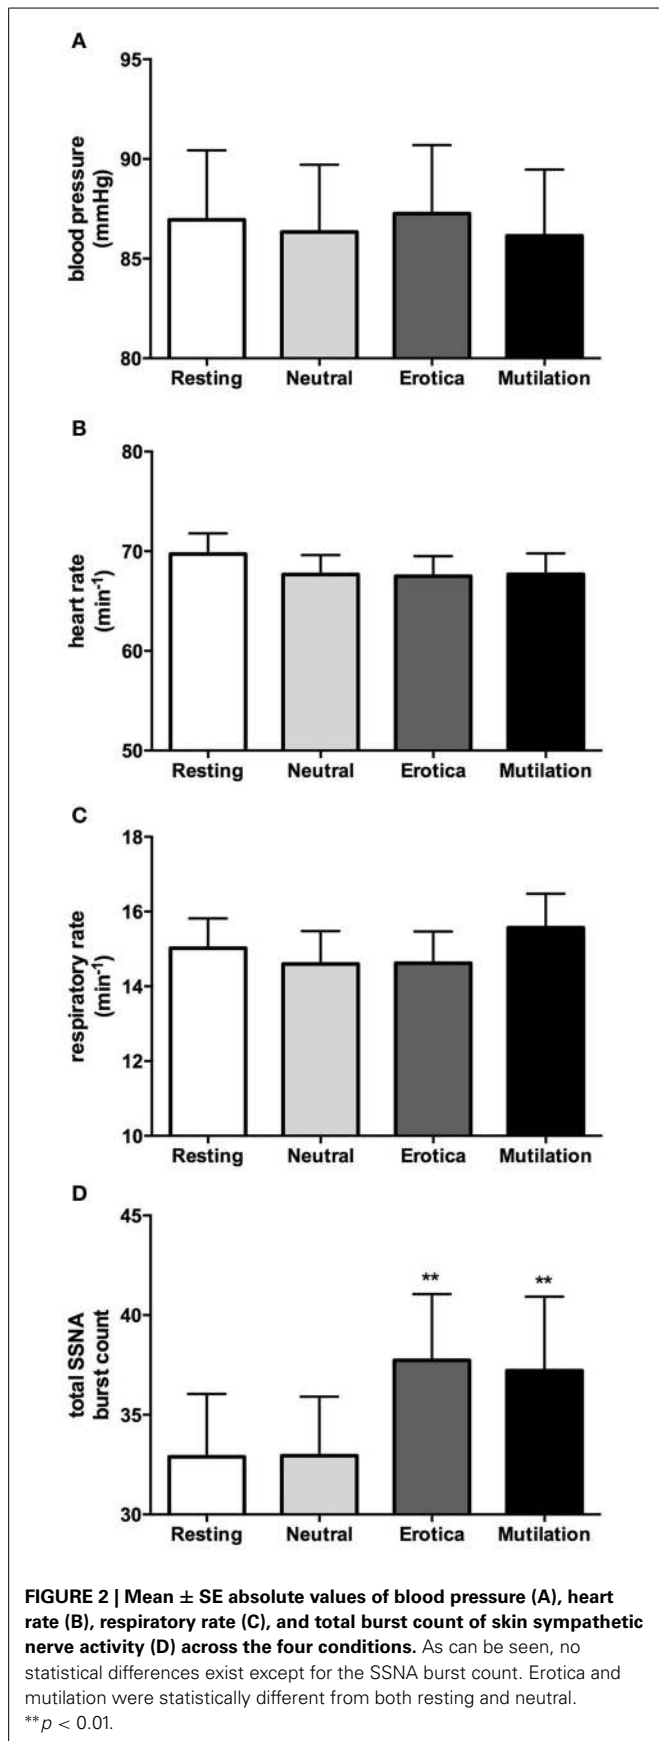 A
95
90
85
80
blood pressure
(mmHg)
Resting Neutral Erotica Mutilation
B
80
70
60
50
heart rate
(min-1)
Resting Neutral Erotica Mutilation
C
18
16
14
12
10
respiratory rate
(min-1)
Resting Neutral Erotica Mutilation
D
45
40
35
30
total SSNA
burst count
** **
Resting Neutral Erotica Mutilation
FIGURE 2 | Mean ± SE absolute values of blood pressure (A), heart
rate (B), respiratory rate (C), and total burst count of skin sympathetic
nerve activity (D) across the four conditions. As can be seen, no
statistical differences exist except for the SSNA burst count. Erotica and
mutilation were statistically different from both resting and neutral.
**p < 0.01.